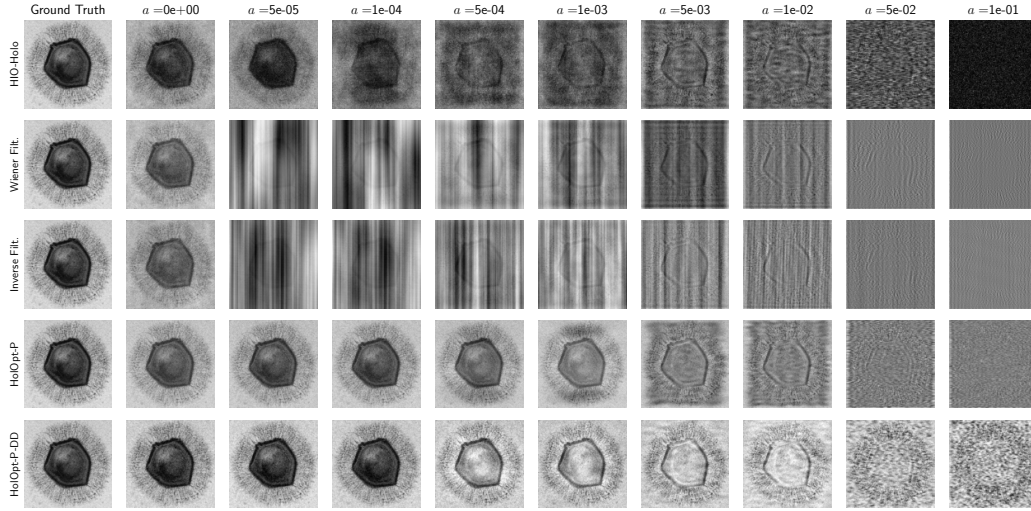 Ground Truth a =0e+00 a =5e-05 a =1e-04 a =5e-04 a =1e-03 a =5e-03 a =1e-02 a =5e-02 a =1e-01
HIO-Holo
Wiener Filt.
Inverse Filt.
HolOpt-P
HolOpt-P-DD